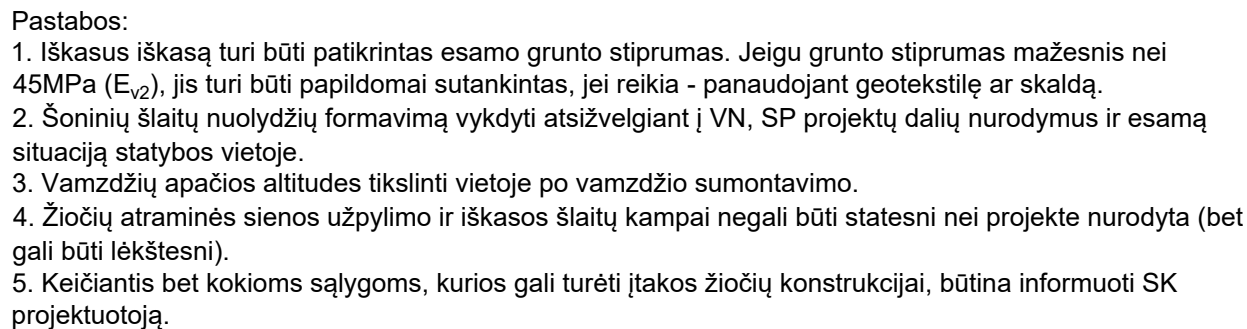 Pastabos:
1. Iškasus iškasą turi būti patikrintas esamo grunto stiprumas. Jeigu grunto stiprumas mažesnis nei
45MPa (Ev2), jis turi būti papildomai sutankintas, jei reikia - panaudojant geotekstilę ar skaldą.
2. Šoninių šlaitų nuolydžių formavimą vykdyti atsižvelgiant į VN, SP projektų dalių nurodymus ir esamą
situaciją statybos vietoje.
3. Vamzdžių apačios altitudes tikslinti vietoje po vamzdžio sumontavimo.
4. Žiočių atraminės sienos užpylimo ir iškasos šlaitų kampai negali būti statesni nei projekte nurodyta (bet
gali būti lėkštesni).
5. Keičiantis bet kokioms sąlygoms, kurios gali turėti įtakos žiočių konstrukcijai, būtina informuoti SK
projektuotoją.